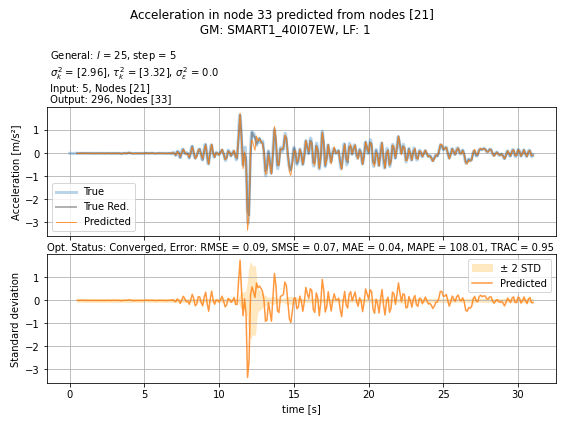 Acceleration in node 33 predicted from nodes [21]
GM: SMART1_40I07EW, LF: 1
General: l = 25, step = 5
σ²ₖ = [2.96], τ²ₖ = [3.32], σ²ε = 0.0
Input: 5, Nodes [21]
Output: 296, Nodes [33]
Acceleration [m/s²]
1
0
−1
−2
−3
True
True Red.
Predicted
Opt. Status: Converged, Error: RMSE = 0.09, SMSE = 0.07, MAE = 0.04, MAPE = 108.01, TRAC = 0.95
Standard deviation
1
0
−1
−2
−3
± 2 STD
Predicted
0 5 10 15 20 25 30
time [s]